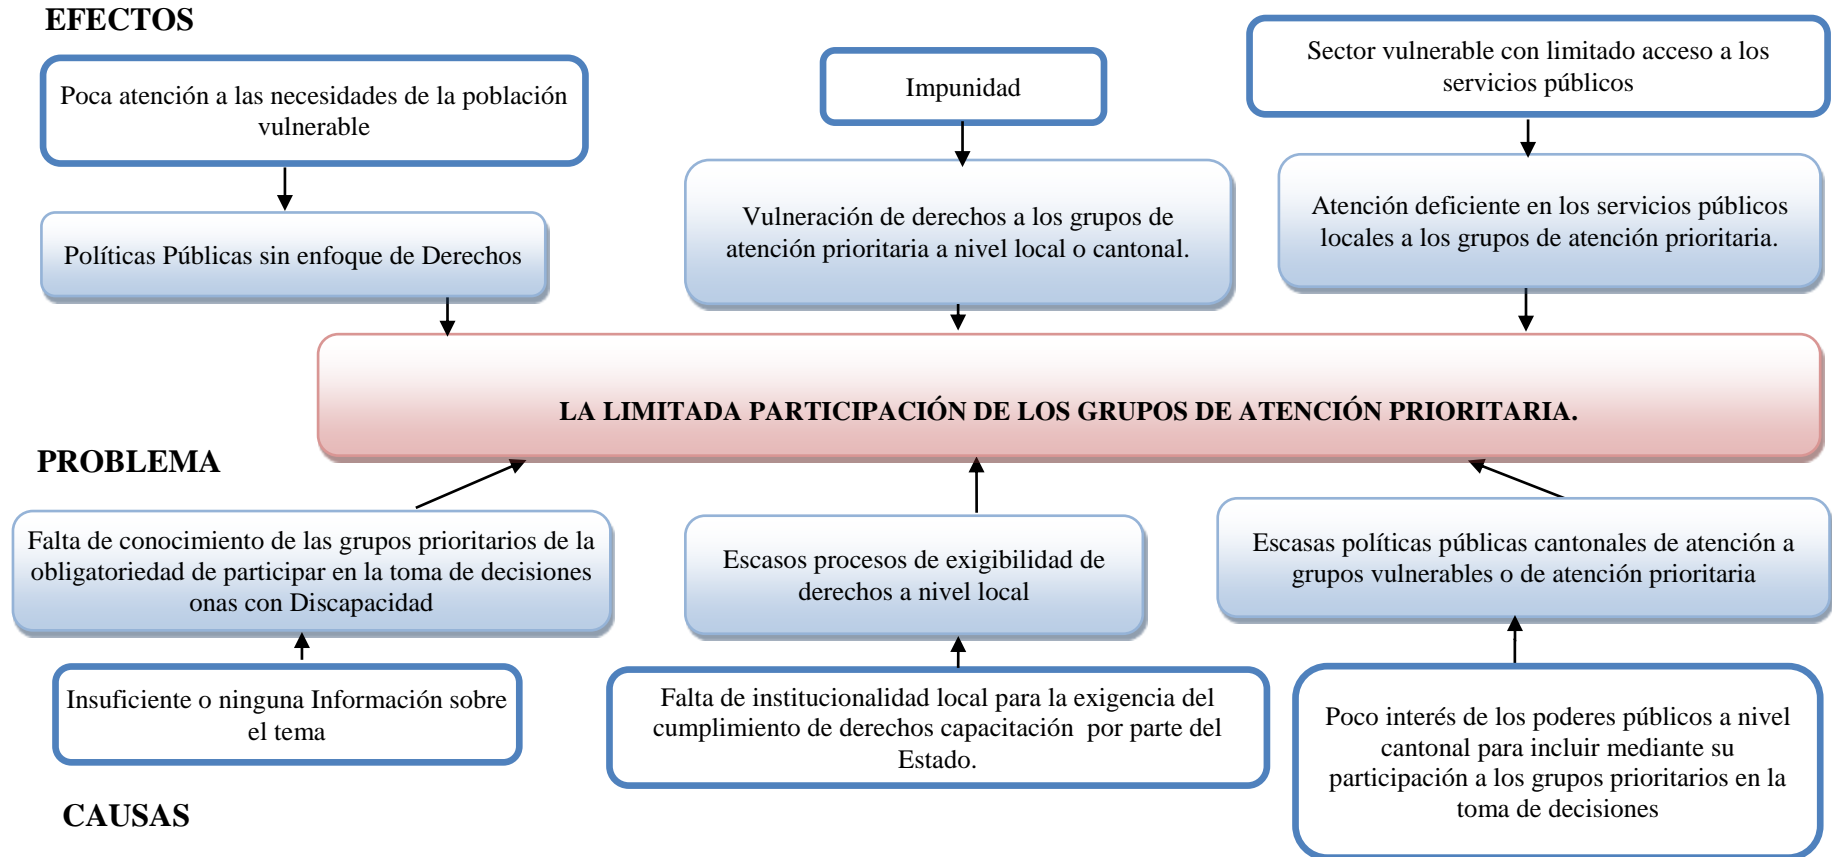 EFECTOS
Poca atención a las necesidades de la población
vulnerable
Impunidad
Sector vulnerable con limitado acceso a los
servicios públicos
Políticas Públicas sin enfoque de Derechos
Vulneración de derechos a los grupos de
atención prioritaria a nivel local o cantonal.
Atención deficiente en los servicios públicos
locales a los grupos de atención prioritaria.
LA LIMITADA PARTICIPACIÓN DE LOS GRUPOS DE ATENCIÓN PRIORITARIA.
PROBLEMA
Falta de conocimiento de las grupos prioritarios de la
obligatoriedad de participar en la toma de decisiones
onas con Discapacidad
Escasos procesos de exigibilidad de
derechos a nivel local
Escasas políticas públicas cantonales de atención a
grupos vulnerables o de atención prioritaria
Insuficiente o ninguna Información sobre
el tema
Falta de institucionalidad local para la exigencia del
cumplimiento de derechos capacitación  por parte del
Estado.
Poco interés de los poderes públicos a nivel
cantonal para incluir mediante su
participación a los grupos prioritarios en la
toma de decisiones
CAUSAS